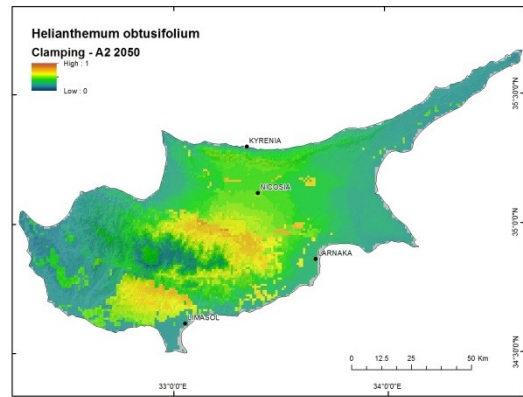 Helianthemum obtusifolium
Clamping - A2 2050
High : 1
Low : 0
KYRENIA
NICOSIA
LARNAKA
LIMASOL
35°30'0"N
35°0'0"N
34°30'0"N
0 12.5 25 50 Km
33°0'0"E
34°0'0"E